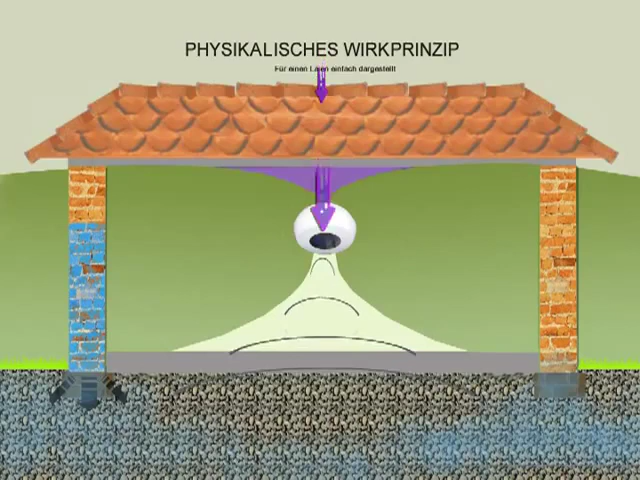 PHYSIKALISCHES WIRKPRINZIP
Für einen Laien einfach dargestellt